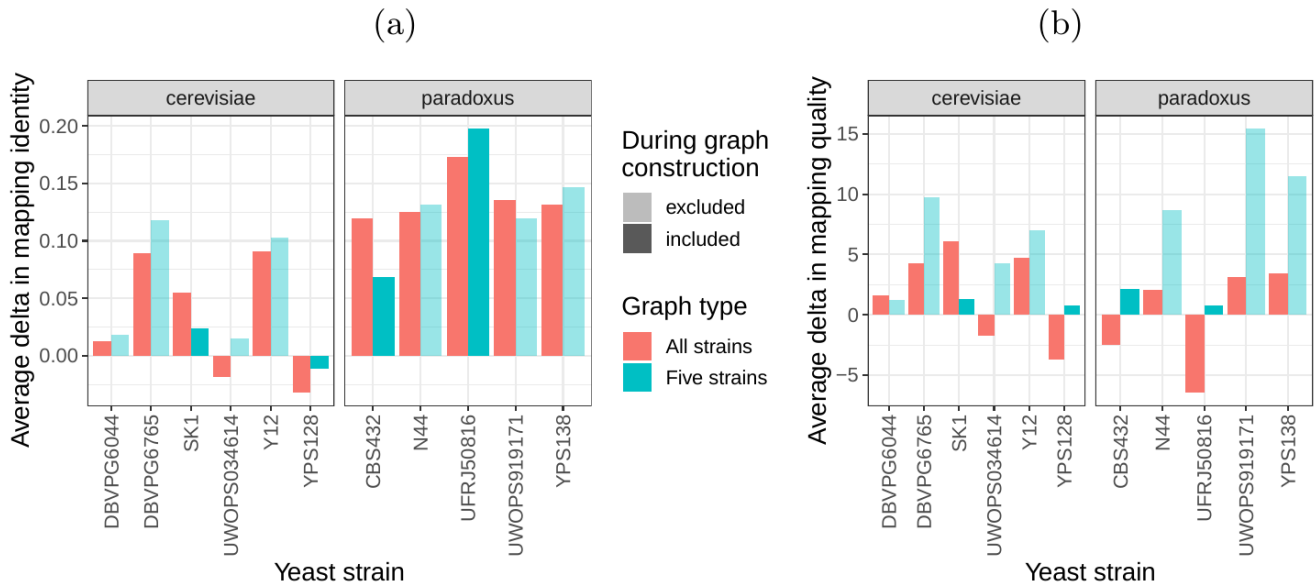 (a)
(b)
Average delta in mapping identity
cerevisiae
paradoxus
0.20
0.15
0.10
0.05
0.00
DBVPG6044
DBVPG6765
SK1
UWOPS034614
Y12
YPS128
CBS432
N44
UFRJ50816
UWOPS919171
YPS138
Yeast strain
During graph
construction
excluded
included
Graph type
All strains
Five strains
Average delta in mapping quality
cerevisiae
paradoxus
15
10
5
0
−5
DBVPG6044
DBVPG6765
SK1
UWOPS034614
Y12
YPS128
CBS432
N44
UFRJ50816
UWOPS919171
YPS138
Yeast strain